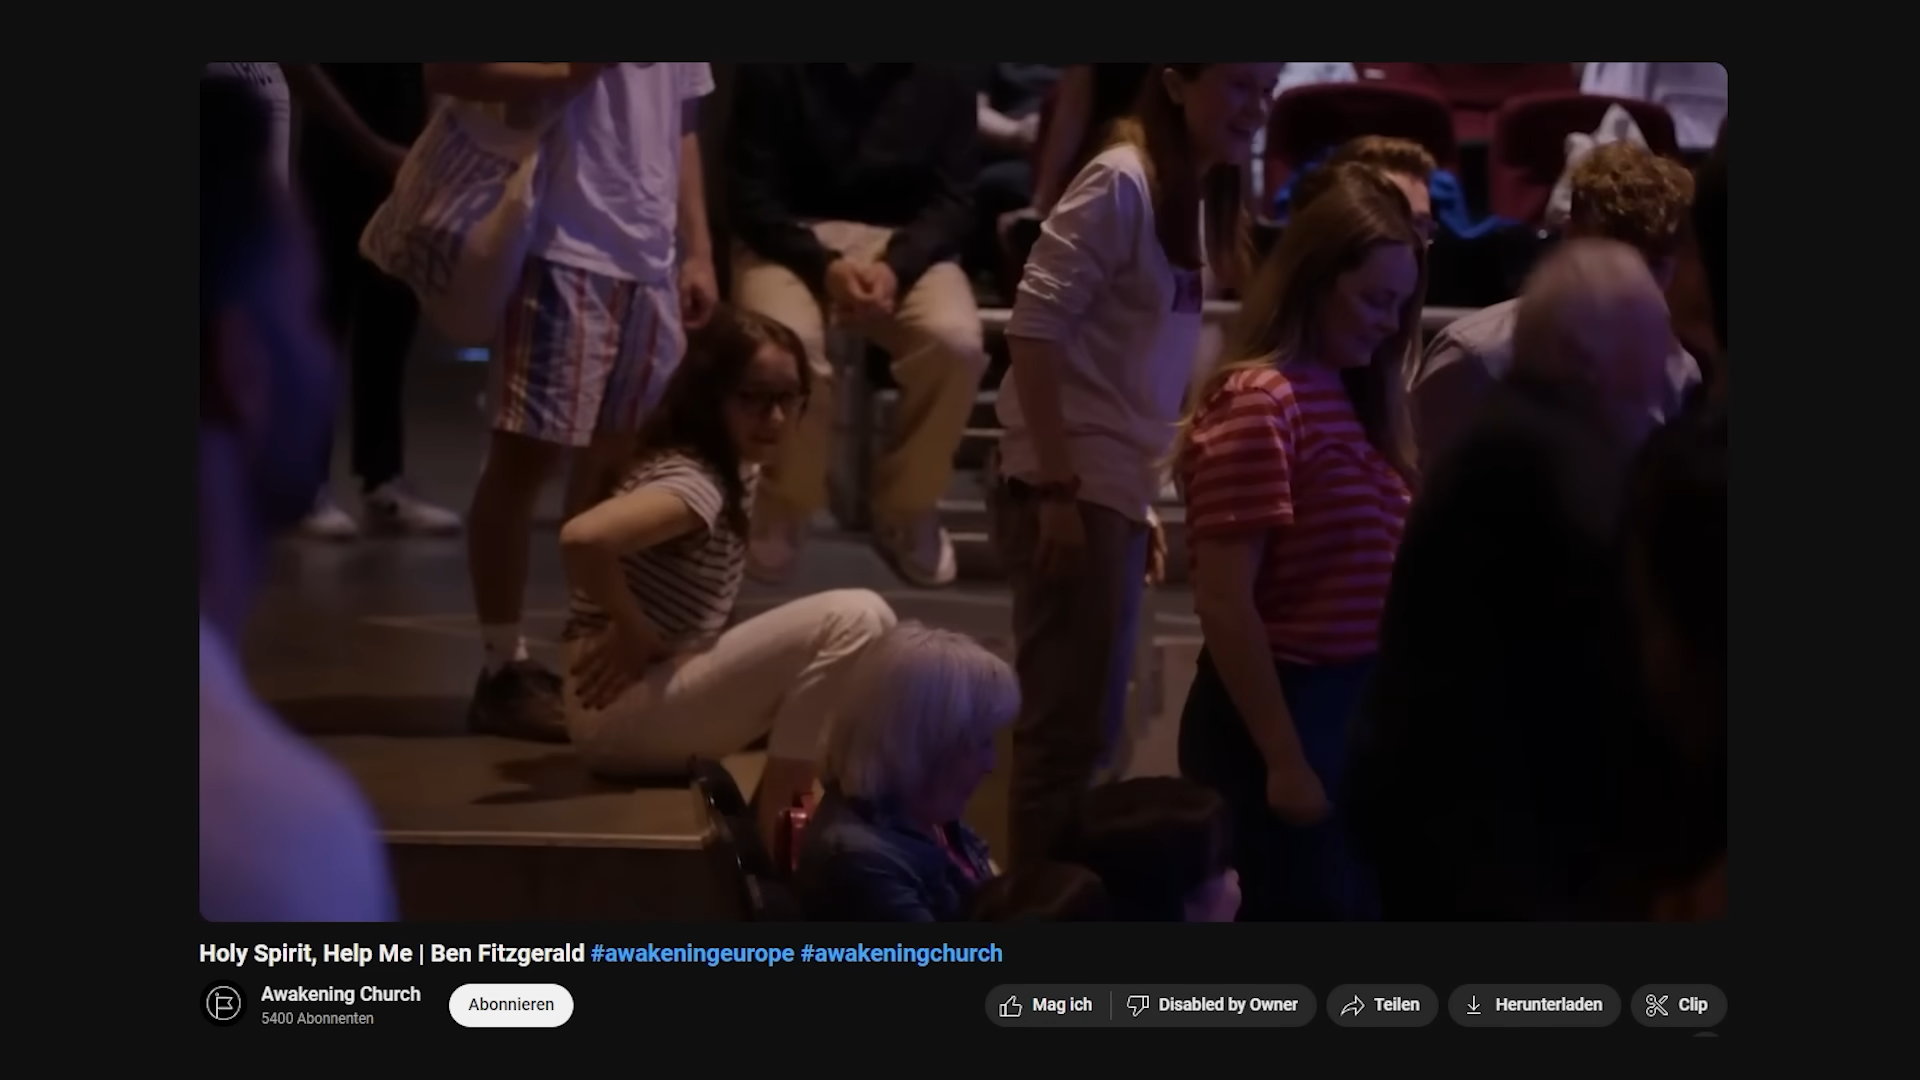 Holy Spirit, Help Me | Ben Fitzgerald #awakeningeurope #awakeningchurch
Awakening Church
5400 Abonnenten
Abonnieren
Mag ich
Disabled by Owner
Teilen
Herunterladen
Clip